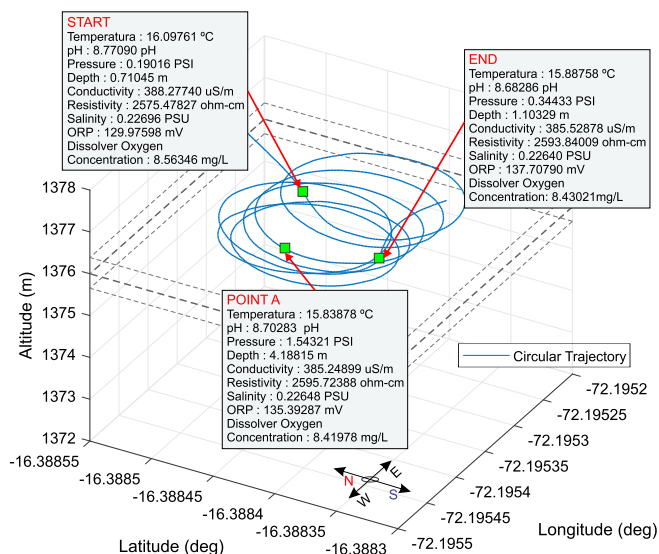 START
Temperatura : 16.09761 ºC
pH : 8.77090 pH
Pressure : 0.19016 PSI
Depth : 0.71045 m
Conductivity : 388.27740 uS/m
Resistivity : 2575.47827 ohm-cm
Salinity : 0.22696 PSU
ORP : 129.97598 mV
Dissolver Oxygen
Concentration : 8.56346 mg/L
END
Temperatura : 15.88758 ºC
pH : 8.68286 pH
Pressure : 0.34433 PSI
Depth : 1.10329 m
Conductivity : 385.52878 uS/m
Resistivity : 2593.84009 ohm-cm
Salinity : 0.22640 PSU
ORP : 137.70790 mV
Dissolver Oxygen
Concentration: 8.43021mg/L
POINT A
Temperatura : 15.83878 ºC
pH : 8.70283 pH
Pressure : 1.54321 PSI
Depth : 4.18815 m
Conductivity : 385.24899 uS/m
Resistivity : 2595.72388 ohm-cm
Salinity : 0.22648 PSU
ORP : 135.39287 mV
Dissolver Oxygen
Concentration : 8.41978 mg/L
Circular Trajectory
Altitude (m)
1378
1377
1376
1375
1374
1373
1372
-16.38855
-16.3885
-16.38845
-16.3884
-16.38835
-16.3883
Latitude (deg)
-72.1952
-72.19525
-72.1953
-72.19535
-72.1954
-72.19545
-72.1955
Longitude (deg)
N
E
W
S